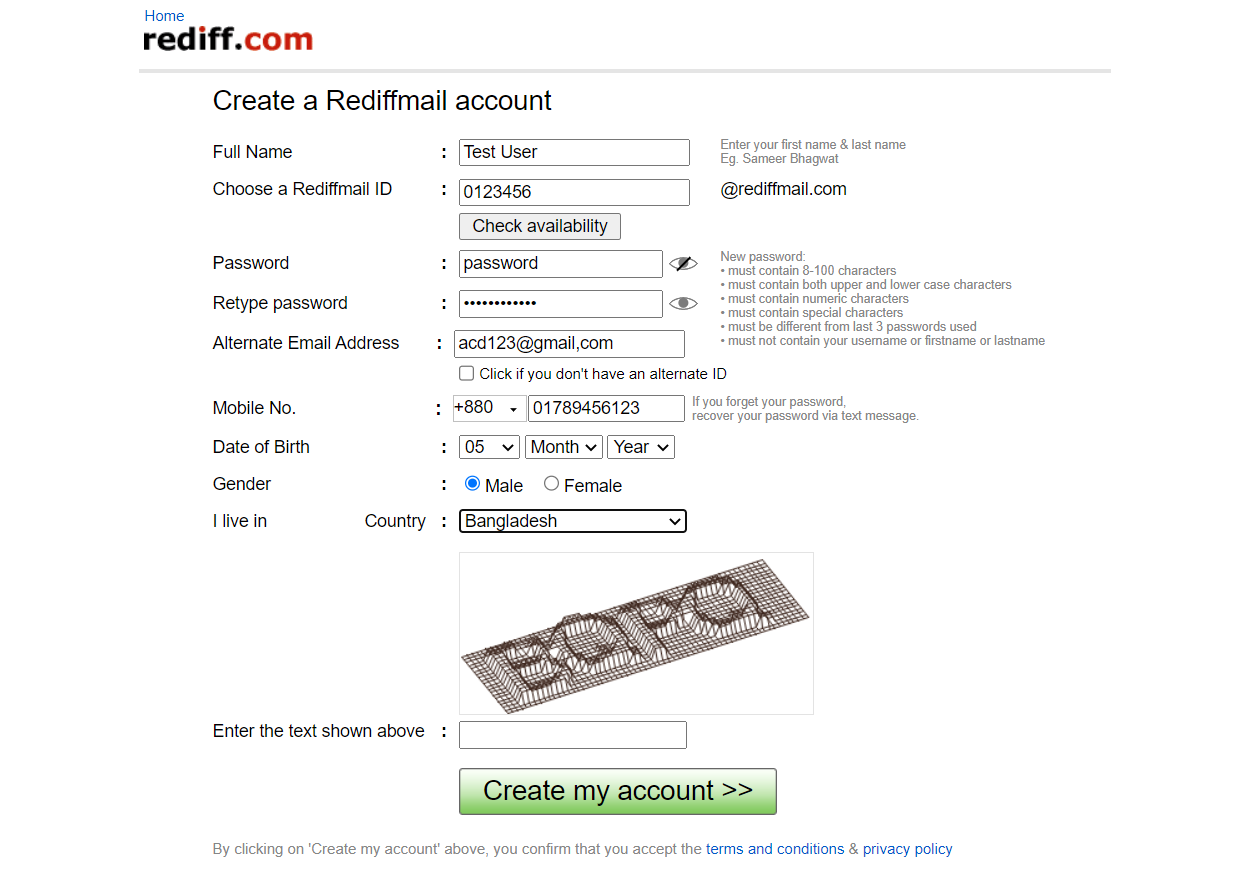 Home
rediff.com
Create a Rediffmail account
Full Name : Test User
Enter your first name & last name
Eg. Sameer Bhagwat
Choose a Rediffmail ID : 0123456 @rediffmail.com
Check availability
Password : password
Retype password : ••••••••••••
New password:
• must contain 8-100 characters
• must contain both upper and lower case characters
• must contain numeric characters
• must contain special characters
• must be different from last 3 passwords used
• must not contain your username or firstname or lastname
Alternate Email Address : acd123@gmail,com
Click if you don't have an alternate ID
Mobile No. : +880 01789456123
If you forget your password,
recover your password via text message.
Date of Birth : 05 Month Year
Gender : Male Female
I live in Country : Bangladesh
Enter the text shown above :
Create my account >>
By clicking on 'Create my account' above, you confirm that you accept the terms and conditions & privacy policy